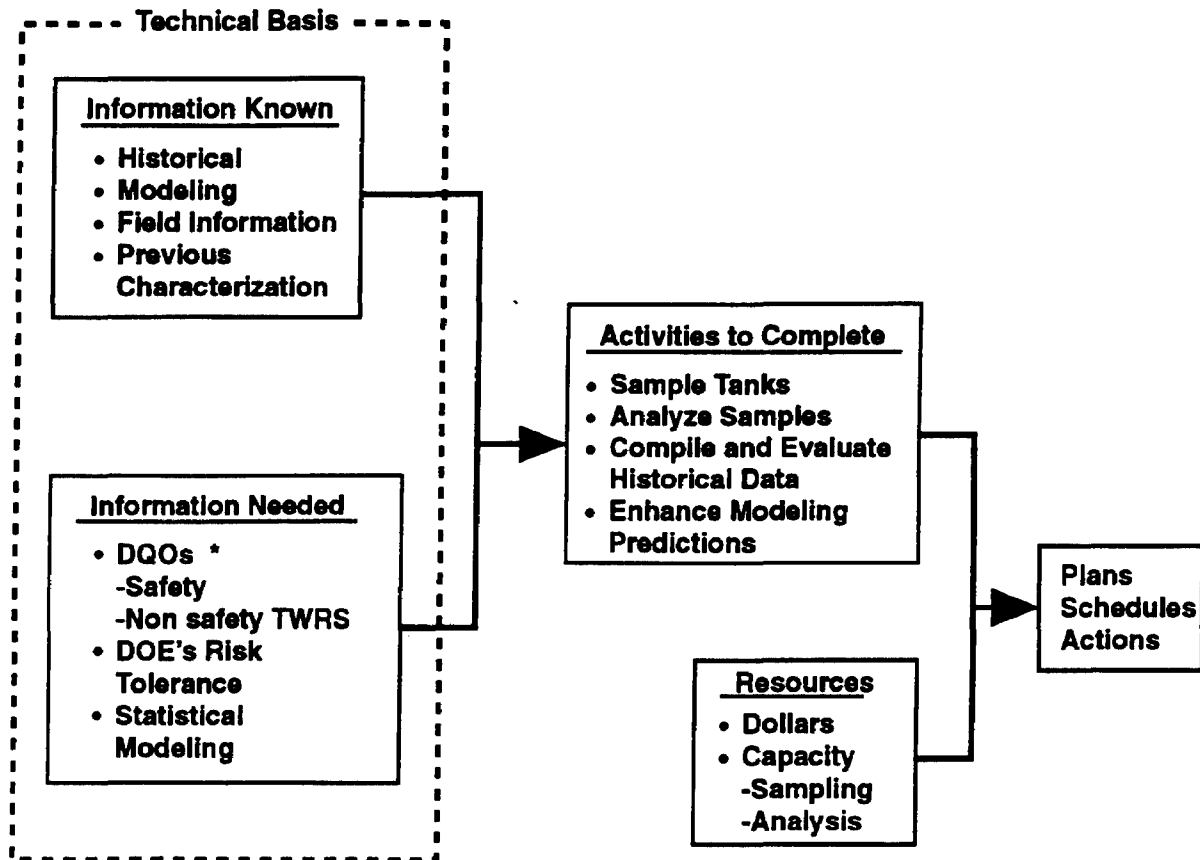 Technical Basis
Information Known
• Historical
• Modeling
• Field Information
• Previous
Characterization
Information Needed
• DQOs *
-Safety
-Non safety TWRS
• DOE's Risk
Tolerance
• Statistical
Modeling
Activities to Complete
• Sample Tanks
• Analyze Samples
• Compile and Evaluate
Historical Data
• Enhance Modeling
Predictions
Resources
• Dollars
• Capacity
-Sampling
-Analysis
Plans
Schedules
Actions